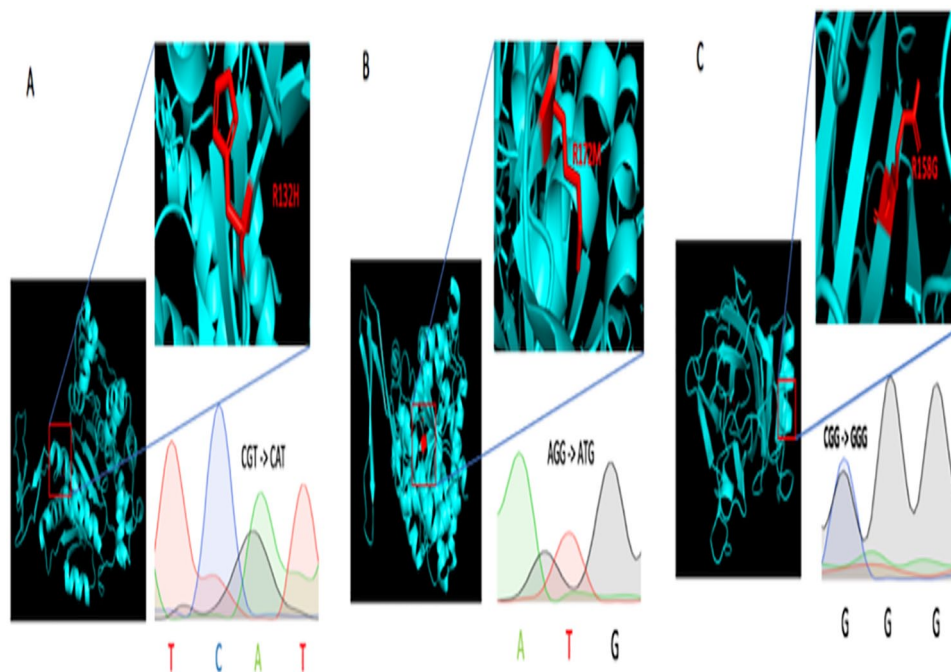 A
R132H
CGT -> CAT
T C A T
B
R172M
AGG -> ATG
A T G
C
R158G
CGG -> GGG
G G G